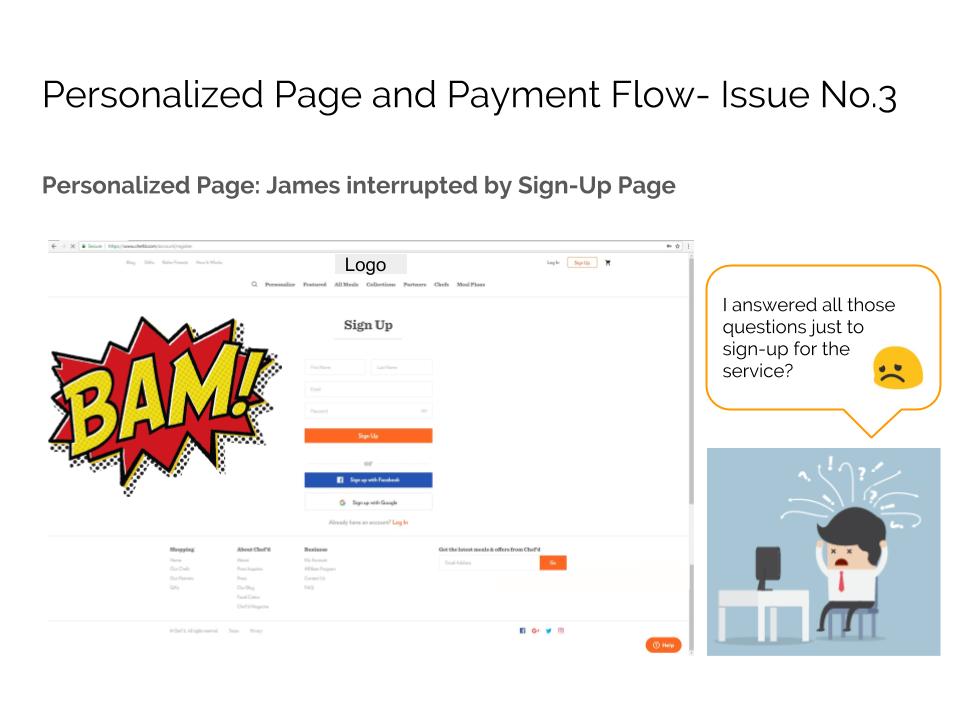 Personalized Page and Payment Flow- Issue No.3
Personalized Page: James interrupted by Sign-Up Page
Secure https://www.chefd.com/account/register
Blog Gifts Refer Friends How It Works
Logo
Log In Sign Up
Personalize Featured All Meals Collections Partners Chefs Meal Plans
Sign Up
First Name Last Name
Email
Password
Sign Up
or
Sign up with Facebook
Sign up with Google
Already have an account? Log In
BAM!
I answered all those
questions just to
sign-up for the
service?
Shopping
Home
Our Chefs
Our Partners
Gifts
About Chef'd
About
Press Inquiries
Press
Our Blog
Food Caters
Chef'd Magazine
Business
My Account
Affiliate Program
Contact Us
FAQ
Get the latest meals & offers from Chef'd
Email Address Go
All rights reserved Terms Privacy
Help